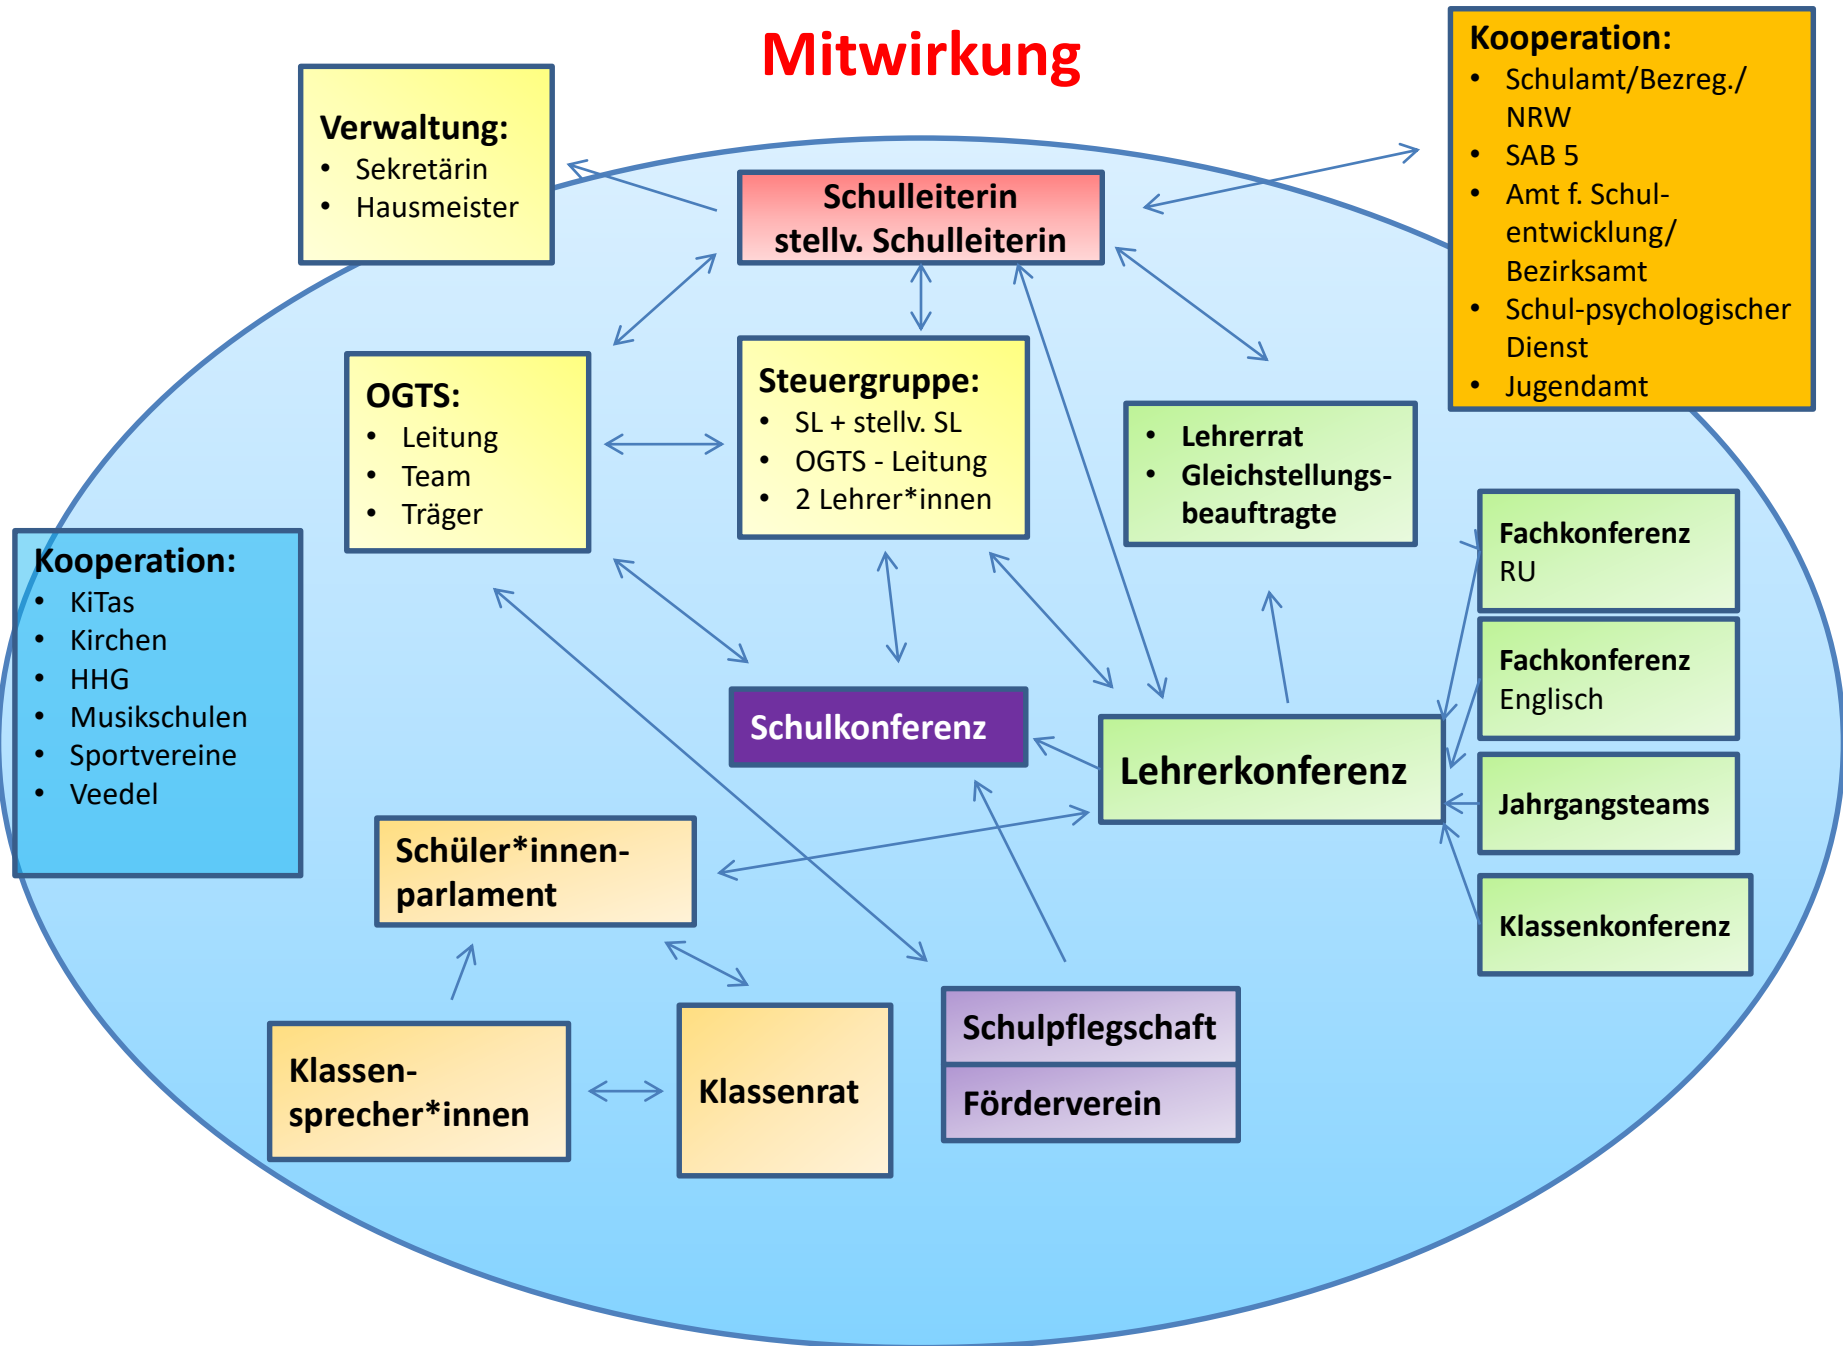 Mitwirkung
Verwaltung:
• Sekretärin
• Hausmeister
Schulleiterin
stellv. Schulleiterin
Kooperation:
• Schulamt/Bezreg./
NRW
• SAB 5
• Amt f. Schul-
entwicklung/
Bezirksamt
• Schul-psychologischer
Dienst
• Jugendamt
OGTS:
• Leitung
• Team
• Träger
Steuergruppe:
• SL + stellv. SL
• OGTS - Leitung
• 2 Lehrer*innen
• Lehrerrat
• Gleichstellungs-
beauftragte
Kooperation:
• KiTas
• Kirchen
• HHG
• Musikschulen
• Sportvereine
• Veedel
Fachkonferenz
RU
Fachkonferenz
Englisch
Jahrgangsteams
Klassenkonferenz
Schulkonferenz
Lehrerkonferenz
Schüler*innen-
parlament
Klassen-
sprecher*innen
Klassenrat
Schulpflegschaft
Förderverein